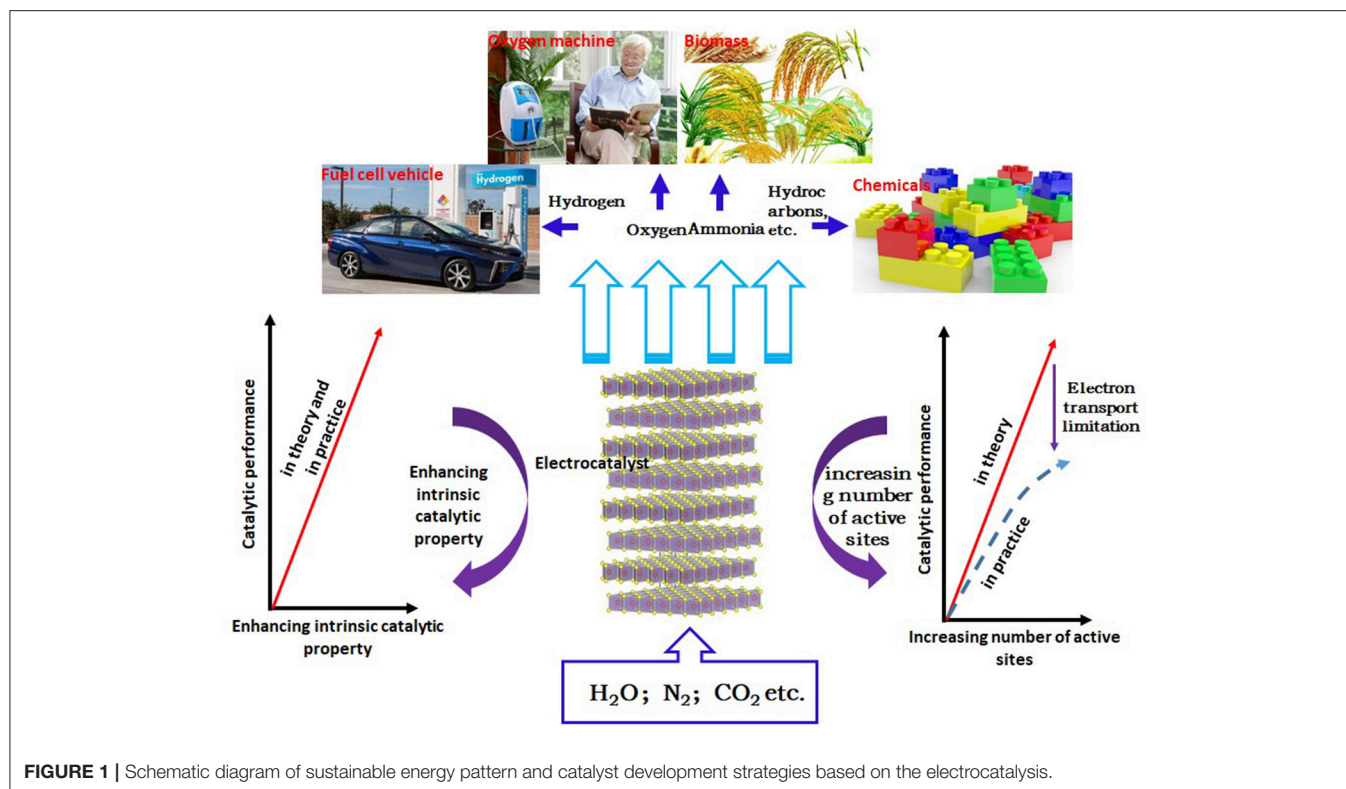 Oxygen machine
Biomass
Fuel cell vehicle
Hydrogen
Chemicals
Hydrogen
Oxygen
Ammonia
Hydroc
arbons,
etc.
Catalytic performance
in theory and
in practice
Enhancing intrinsic catalytic
property
Enhancing
intrinsic
catalytic
property
Electrocatalyst
increasin
g number
of active
sites
Catalytic performance
in theory
in practice
Electron
transport
limitation
Increasing number of active
sites
H₂O; N₂; CO₂ etc.
FIGURE 1 | Schematic diagram of sustainable energy pattern and catalyst development strategies based on the electrocatalysis.